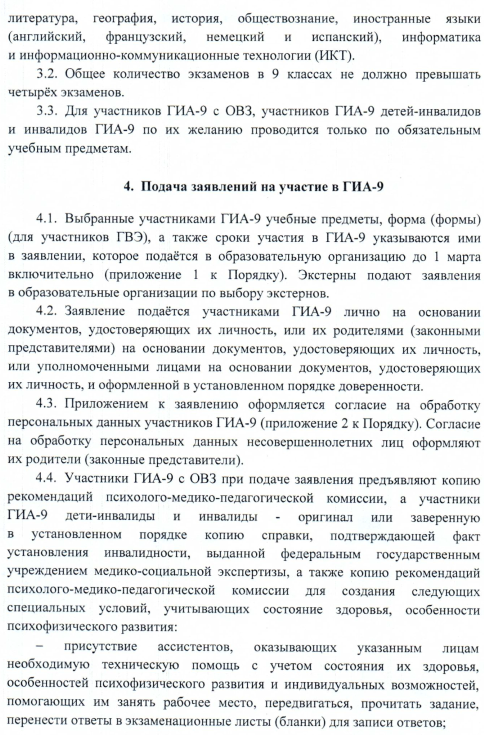 литература, география, история, обществознание, иностранные языки
(английский, французский, немецкий и испанский), информатика
и информационно-коммуникационные технологии (ИКТ).
3.2. Общее количество экзаменов в 9 классах не должно превышать
четырёх экзаменов.
3.3. Для участников ГИА-9 с ОВЗ, участников ГИА-9 детей-инвалидов
и инвалидов ГИА-9 по их желанию проводится только по обязательным
учебным предметам.
4. Подача заявлений на участие в ГИА-9
4.1. Выбранные участниками ГИА-9 учебные предметы, форма (формы)
(для участников ГВЭ), а также сроки участия в ГИА-9 указываются ими
в заявлении, которое подаётся в образовательную организацию до 1 марта
включительно (приложение 1 к Порядку). Экстерны подают заявления
в образовательные организации по выбору экстернов.
4.2. Заявление подаётся участниками ГИА-9 лично на основании
документов, удостоверяющих их личность, или их родителями (законными
представителями) на основании документов, удостоверяющих их личность,
или уполномоченными лицами на основании документов, удостоверяющих
их личность, и оформленной в установленном порядке доверенности.
4.3. Приложением к заявлению оформляется согласие на обработку
персональных данных участников ГИА-9 (приложение 2 к Порядку). Согласие
на обработку персональных данных несовершеннолетних лиц оформляют
их родители (законные представители).
4.4. Участники ГИА-9 с ОВЗ при подаче заявления предъявляют копию
рекомендаций психолого-медико-педагогической комиссии, а участники
ГИА-9 дети-инвалиды и инвалиды - оригинал или заверенную
в установленном порядке копию справки, подтверждающей факт
установления инвалидности, выданной федеральным государственным
учреждением медико-социальной экспертизы, а также копию рекомендаций
психолого-медико-педагогической комиссии для создания следующих
специальных условий, учитывающих состояние здоровья, особенности
психофизического развития:
– присутствие ассистентов, оказывающих указанным лицам
необходимую техническую помощь с учетом состояния их здоровья,
особенностей психофизического развития и индивидуальных возможностей,
помогающих им занять рабочее место, передвигаться, прочитать задание,
перенести ответы в экзаменационные листы (бланки) для записи ответов;